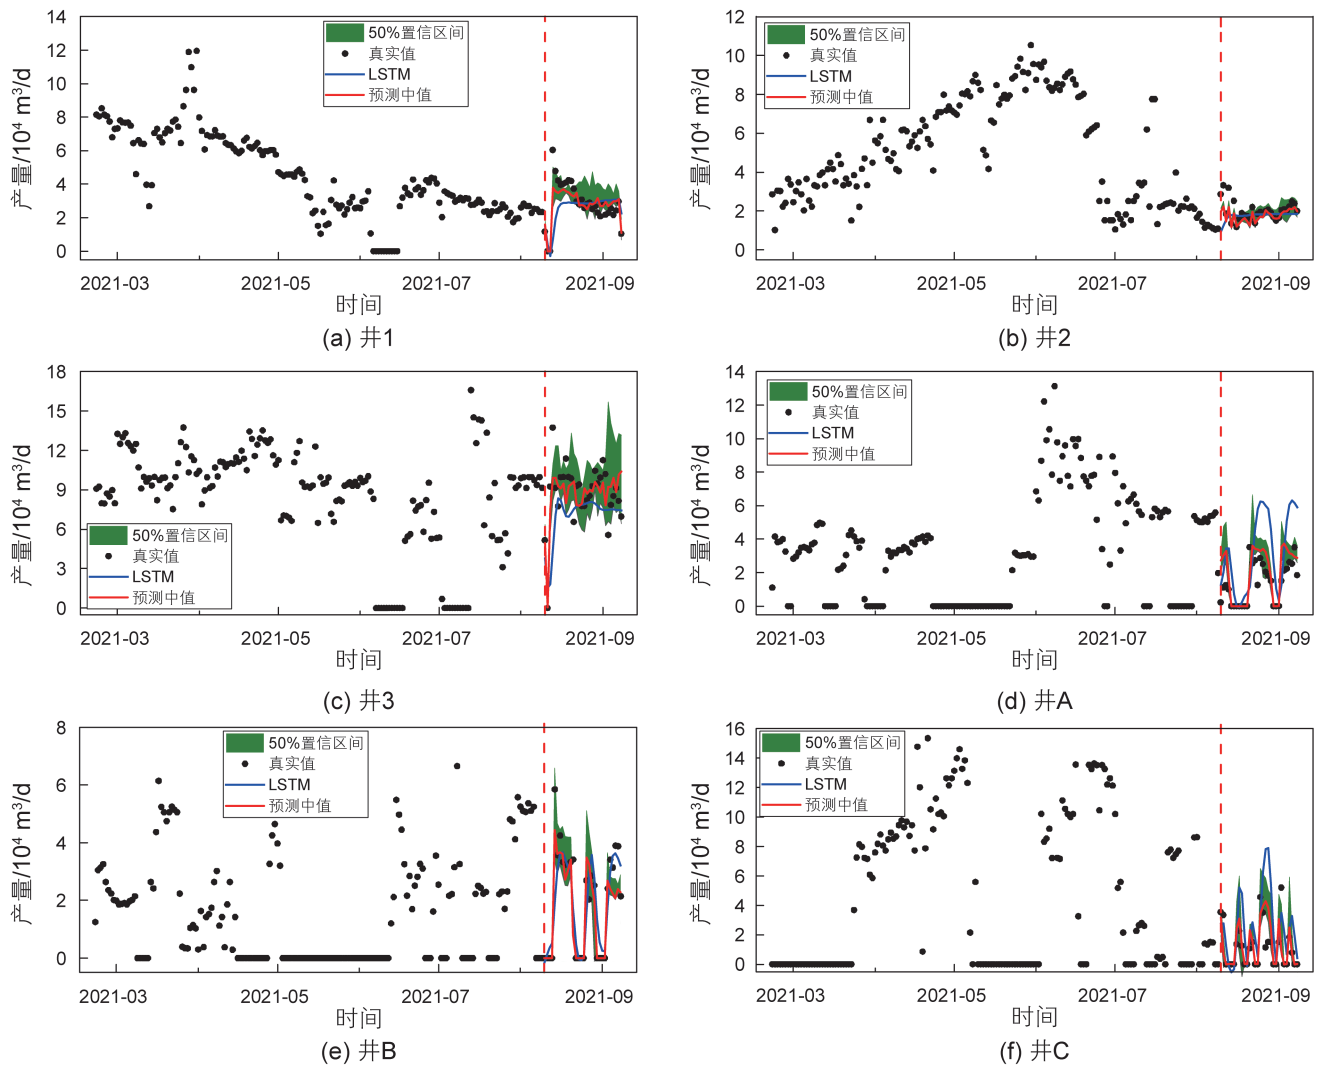 产量/10⁴ m³/d
14
12
10
8
6
4
2
0
50%置信区间
真实值
LSTM
预测中值
2021-03
2021-05
2021-07
2021-09
时间
(a) 井1
产量/10⁴ m³/d
12
10
8
6
4
2
0
50%置信区间
真实值
LSTM
预测中值
2021-03
2021-05
2021-07
2021-09
时间
(b) 井2
产量/10⁴ m³/d
18
15
12
9
6
3
0
50%置信区间
真实值
LSTM
预测中值
2021-03
2021-05
2021-07
2021-09
时间
(c) 井3
产量/10⁴ m³/d
14
12
10
8
6
4
2
0
50%置信区间
真实值
LSTM
预测中值
2021-03
2021-05
2021-07
2021-09
时间
(d) 井A
产量/10⁴ m³/d
8
6
4
2
0
50%置信区间
真实值
LSTM
预测中值
2021-03
2021-05
2021-07
2021-09
时间
(e) 井B
产量/10⁴ m³/d
16
14
12
10
8
6
4
2
0
50%置信区间
真实值
LSTM
预测中值
2021-03
2021-05
2021-07
2021-09
时间
(f) 井C